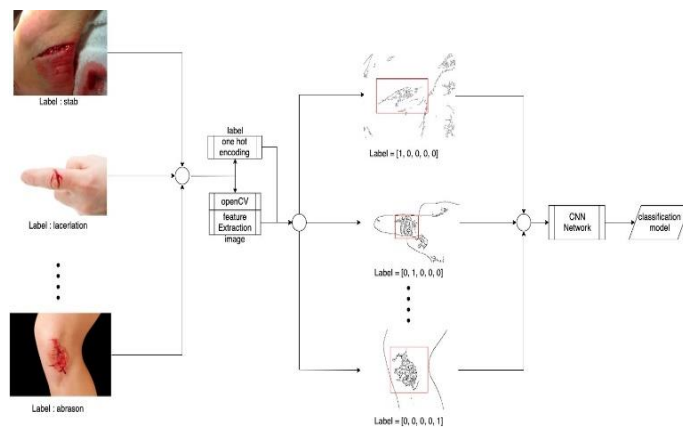 Label : stab
Label : lacerlation
Label : abrason
label
one hot
encoding
openCV
feature
Extraction
image
Label = [1, 0, 0, 0, 0]
Label = [0, 1, 0, 0, 0]
Label = [0, 0, 0, 0, 1]
CNN
Network
classification
model